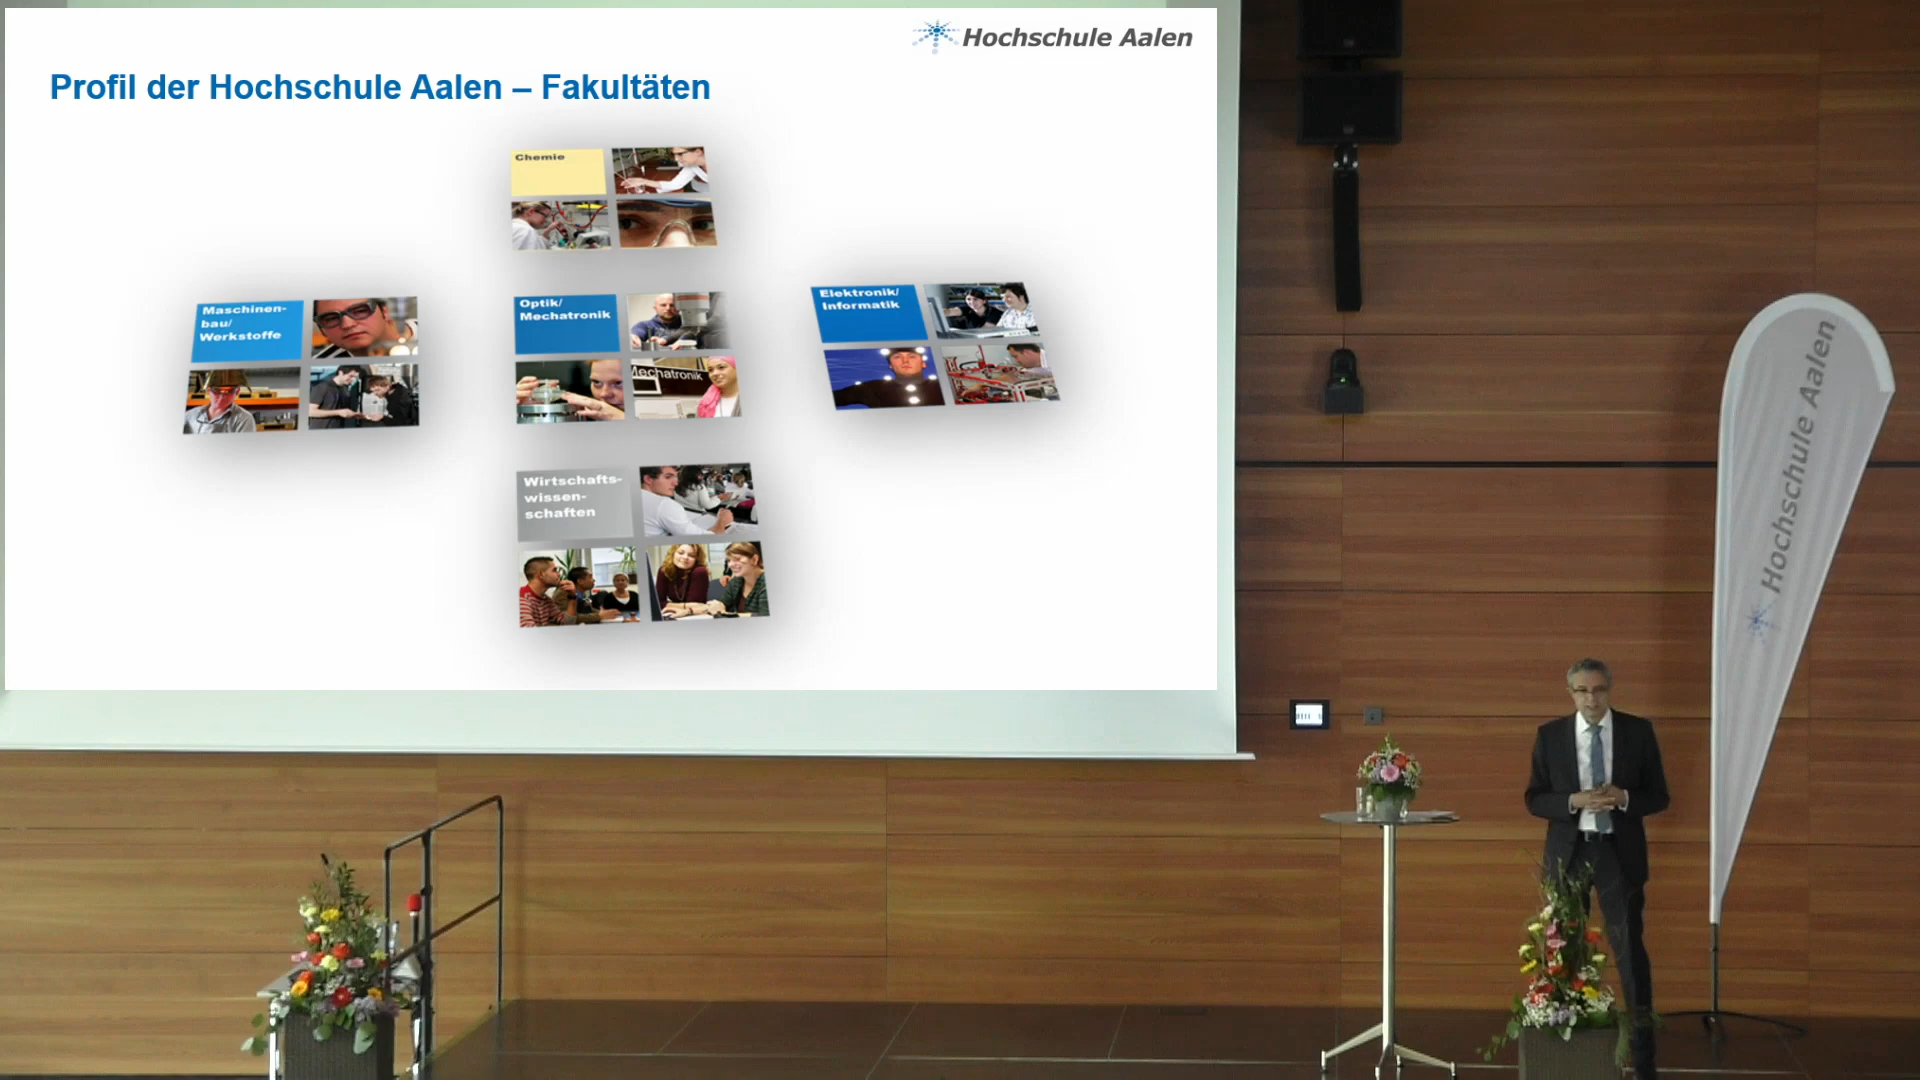 Hochschule Aalen
Profil der Hochschule Aalen – Fakultäten
Chemie
Maschinen-
bau/
Werkstoffe
Optik/
Mechatronik
Mechatronik
Elektronik/
Informatik
Wirtschafts-
wissen-
schaften
Hochschule Aalen